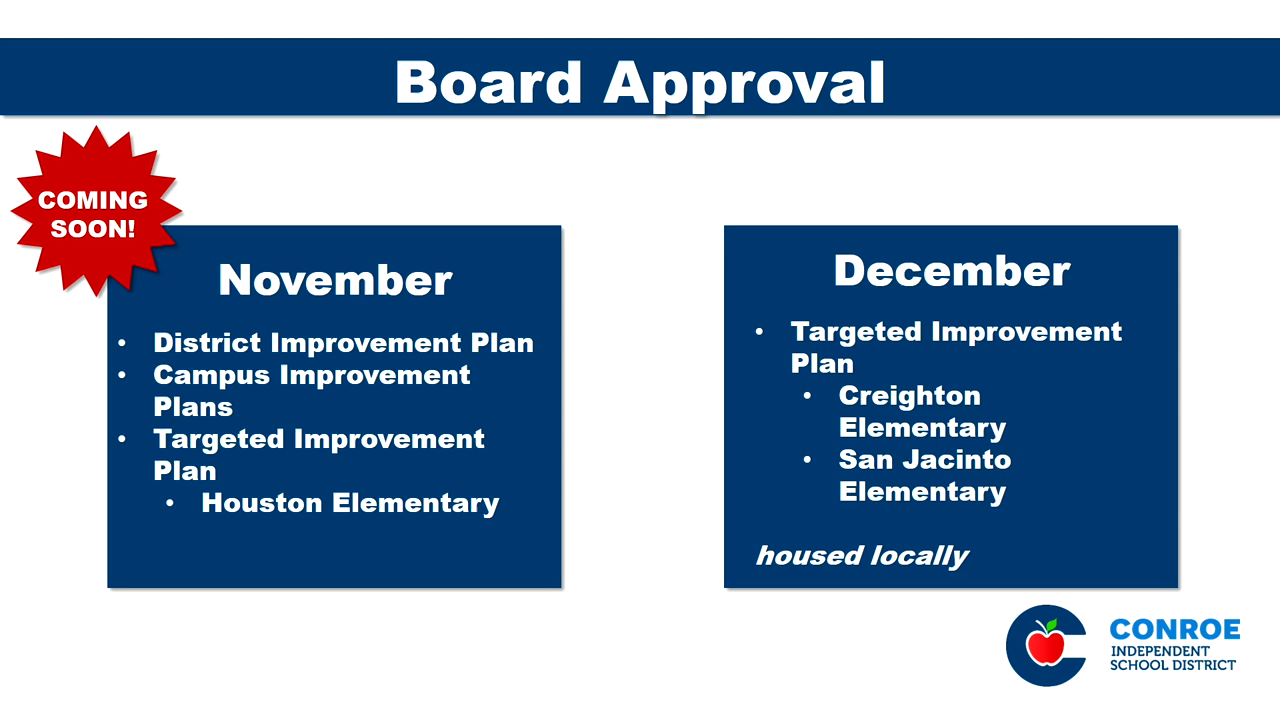 Board Approval
COMING
SOON!
November
• District Improvement Plan
• Campus Improvement
Plans
• Targeted Improvement
Plan
• Houston Elementary
December
• Targeted Improvement
Plan
• Creighton
Elementary
• San Jacinto
Elementary
housed locally
CONROE
INDEPENDENT
SCHOOL DISTRICT